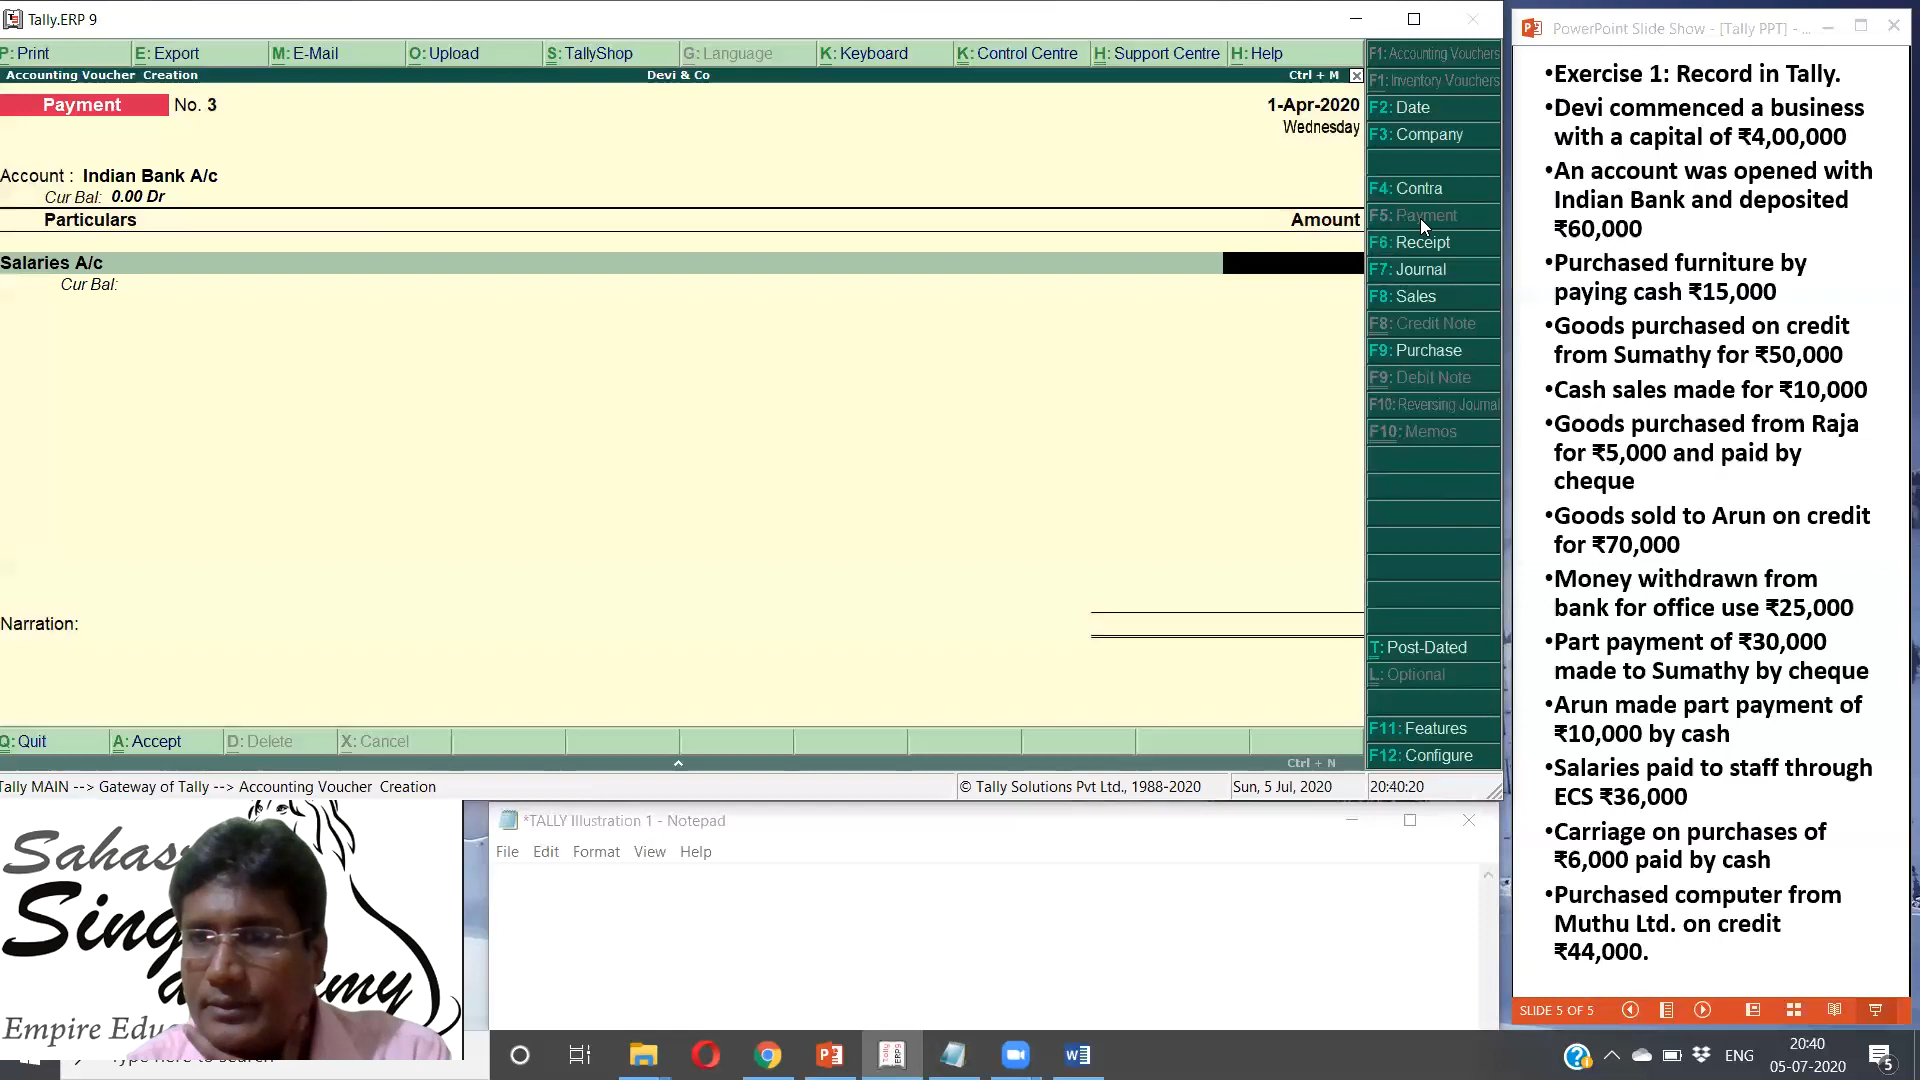 Tally.ERP 9
P: Print
E: Export
M: E-Mail
O: Upload
S: TallyShop
G: Language
K: Keyboard
K: Control Centre
H: Support Centre
H: Help
Accounting Voucher Creation
Devi & Co
Ctrl + M
Payment No. 3
1-Apr-2020
Wednesday
Account : Indian Bank A/c
Cur Bal: 0.00 Dr
Particulars
Amount
Salaries A/c
Cur Bal:
Narration:
Q: Quit
A: Accept
D: Delete
X: Cancel
Ctrl + N
F1: Accounting Vouchers
F1: Inventory Vouchers
F2: Date
F3: Company
F4: Contra
F5: Payment
F6: Receipt
F7: Journal
F8: Sales
F8: Credit Note
F9: Purchase
F9: Debit Note
F10: Reversing Journal
F10: Memos
T: Post-Dated
L: Optional
F11: Features
F12: Configure
Tally MAIN --> Gateway of Tally --> Accounting Voucher Creation
© Tally Solutions Pvt Ltd., 1988-2020
Sun, 5 Jul, 2020
20:40:20
PowerPoint Slide Show - [Tally PPT] - ...
•Exercise 1: Record in Tally.
•Devi commenced a business
with a capital of ₹4,00,000
•An account was opened with
Indian Bank and deposited
₹60,000
•Purchased furniture by
paying cash ₹15,000
•Goods purchased on credit
from Sumathy for ₹50,000
•Cash sales made for ₹10,000
•Goods purchased from Raja
for ₹5,000 and paid by
cheque
•Goods sold to Arun on credit
for ₹70,000
•Money withdrawn from
bank for office use ₹25,000
•Part payment of ₹30,000
made to Sumathy by cheque
•Arun made part payment of
₹10,000 by cash
•Salaries paid to staff through
ECS ₹36,000
•Carriage on purchases of
₹6,000 paid by cash
•Purchased computer from
Muthu Ltd. on credit
₹44,000.
SLIDE 5 OF 5
*TALLY Illustration 1 - Notepad
File Edit Format View Help
Empire
ENG
20:40
05-07-2020
5